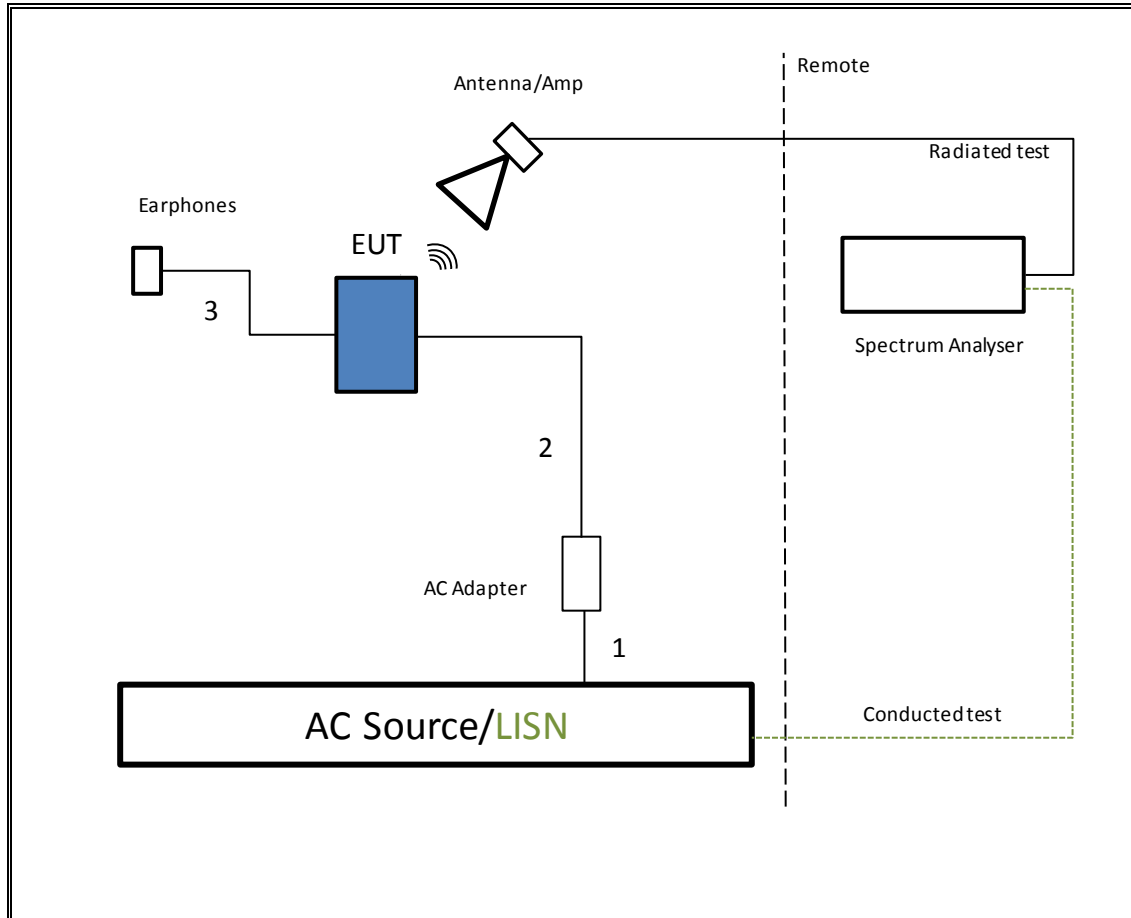 Remote
Antenna/Amp
Radiated test
Earphones
EUT
3
Spectrum Analyser
2
AC Adapter
1
AC Source/LISN
Conducted test